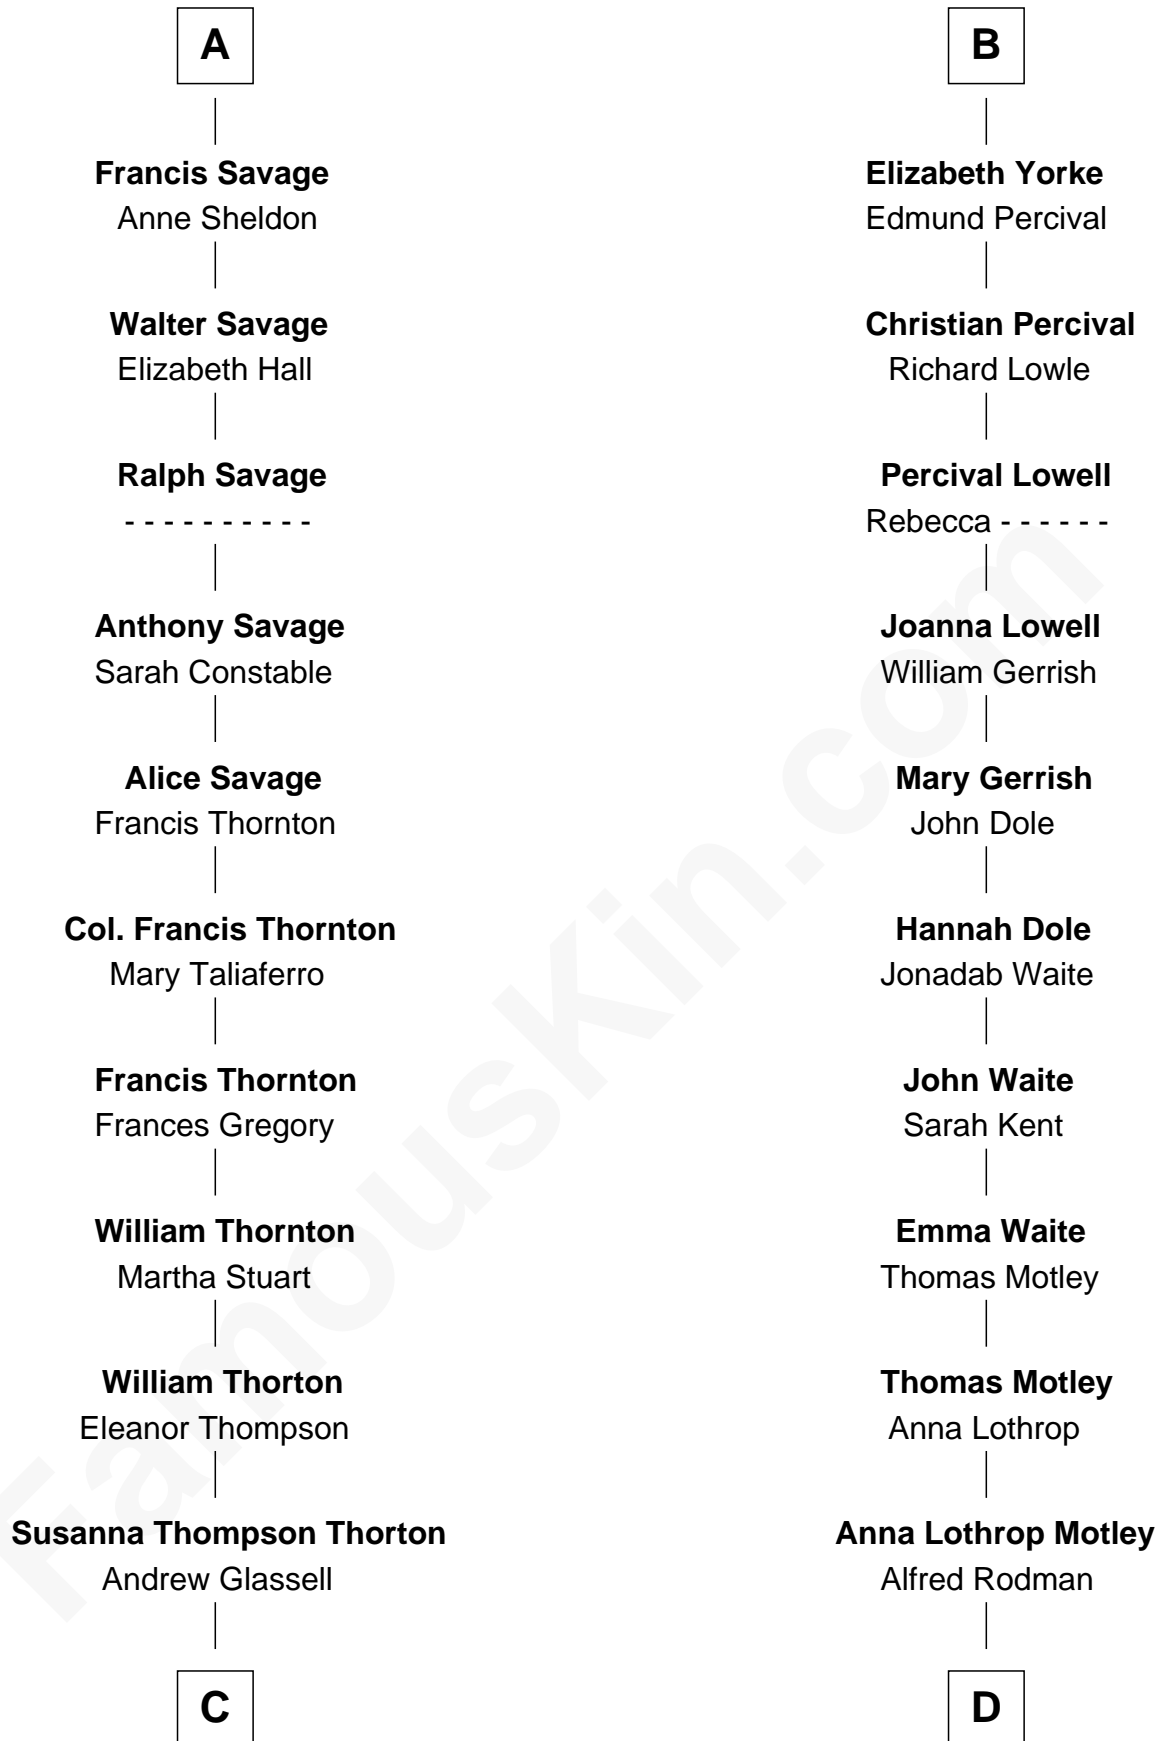 A
Francis Savage
Anne Sheldon
Walter Savage
Elizabeth Hall
Ralph Savage
- - - - - - - - - -
Anthony Savage
Sarah Constable
Alice Savage
Francis Thornton
Col. Francis Thornton
Mary Taliaferro
Francis Thornton
Frances Gregory
William Thornton
Martha Stuart
William Thorton
Eleanor Thompson
Susanna Thompson Thorton
Andrew Glassell
C
B
Elizabeth Yorke
Edmund Percival
Christian Percival
Richard Lowle
Percival Lowell
Rebecca - - - - - -
Joanna Lowell
William Gerrish
Mary Gerrish
John Dole
Hannah Dole
Jonadab Waite
John Waite
Sarah Kent
Emma Waite
Thomas Motley
Thomas Motley
Anna Lothrop
Anna Lothrop Motley
Alfred Rodman
D
FamousKin.com